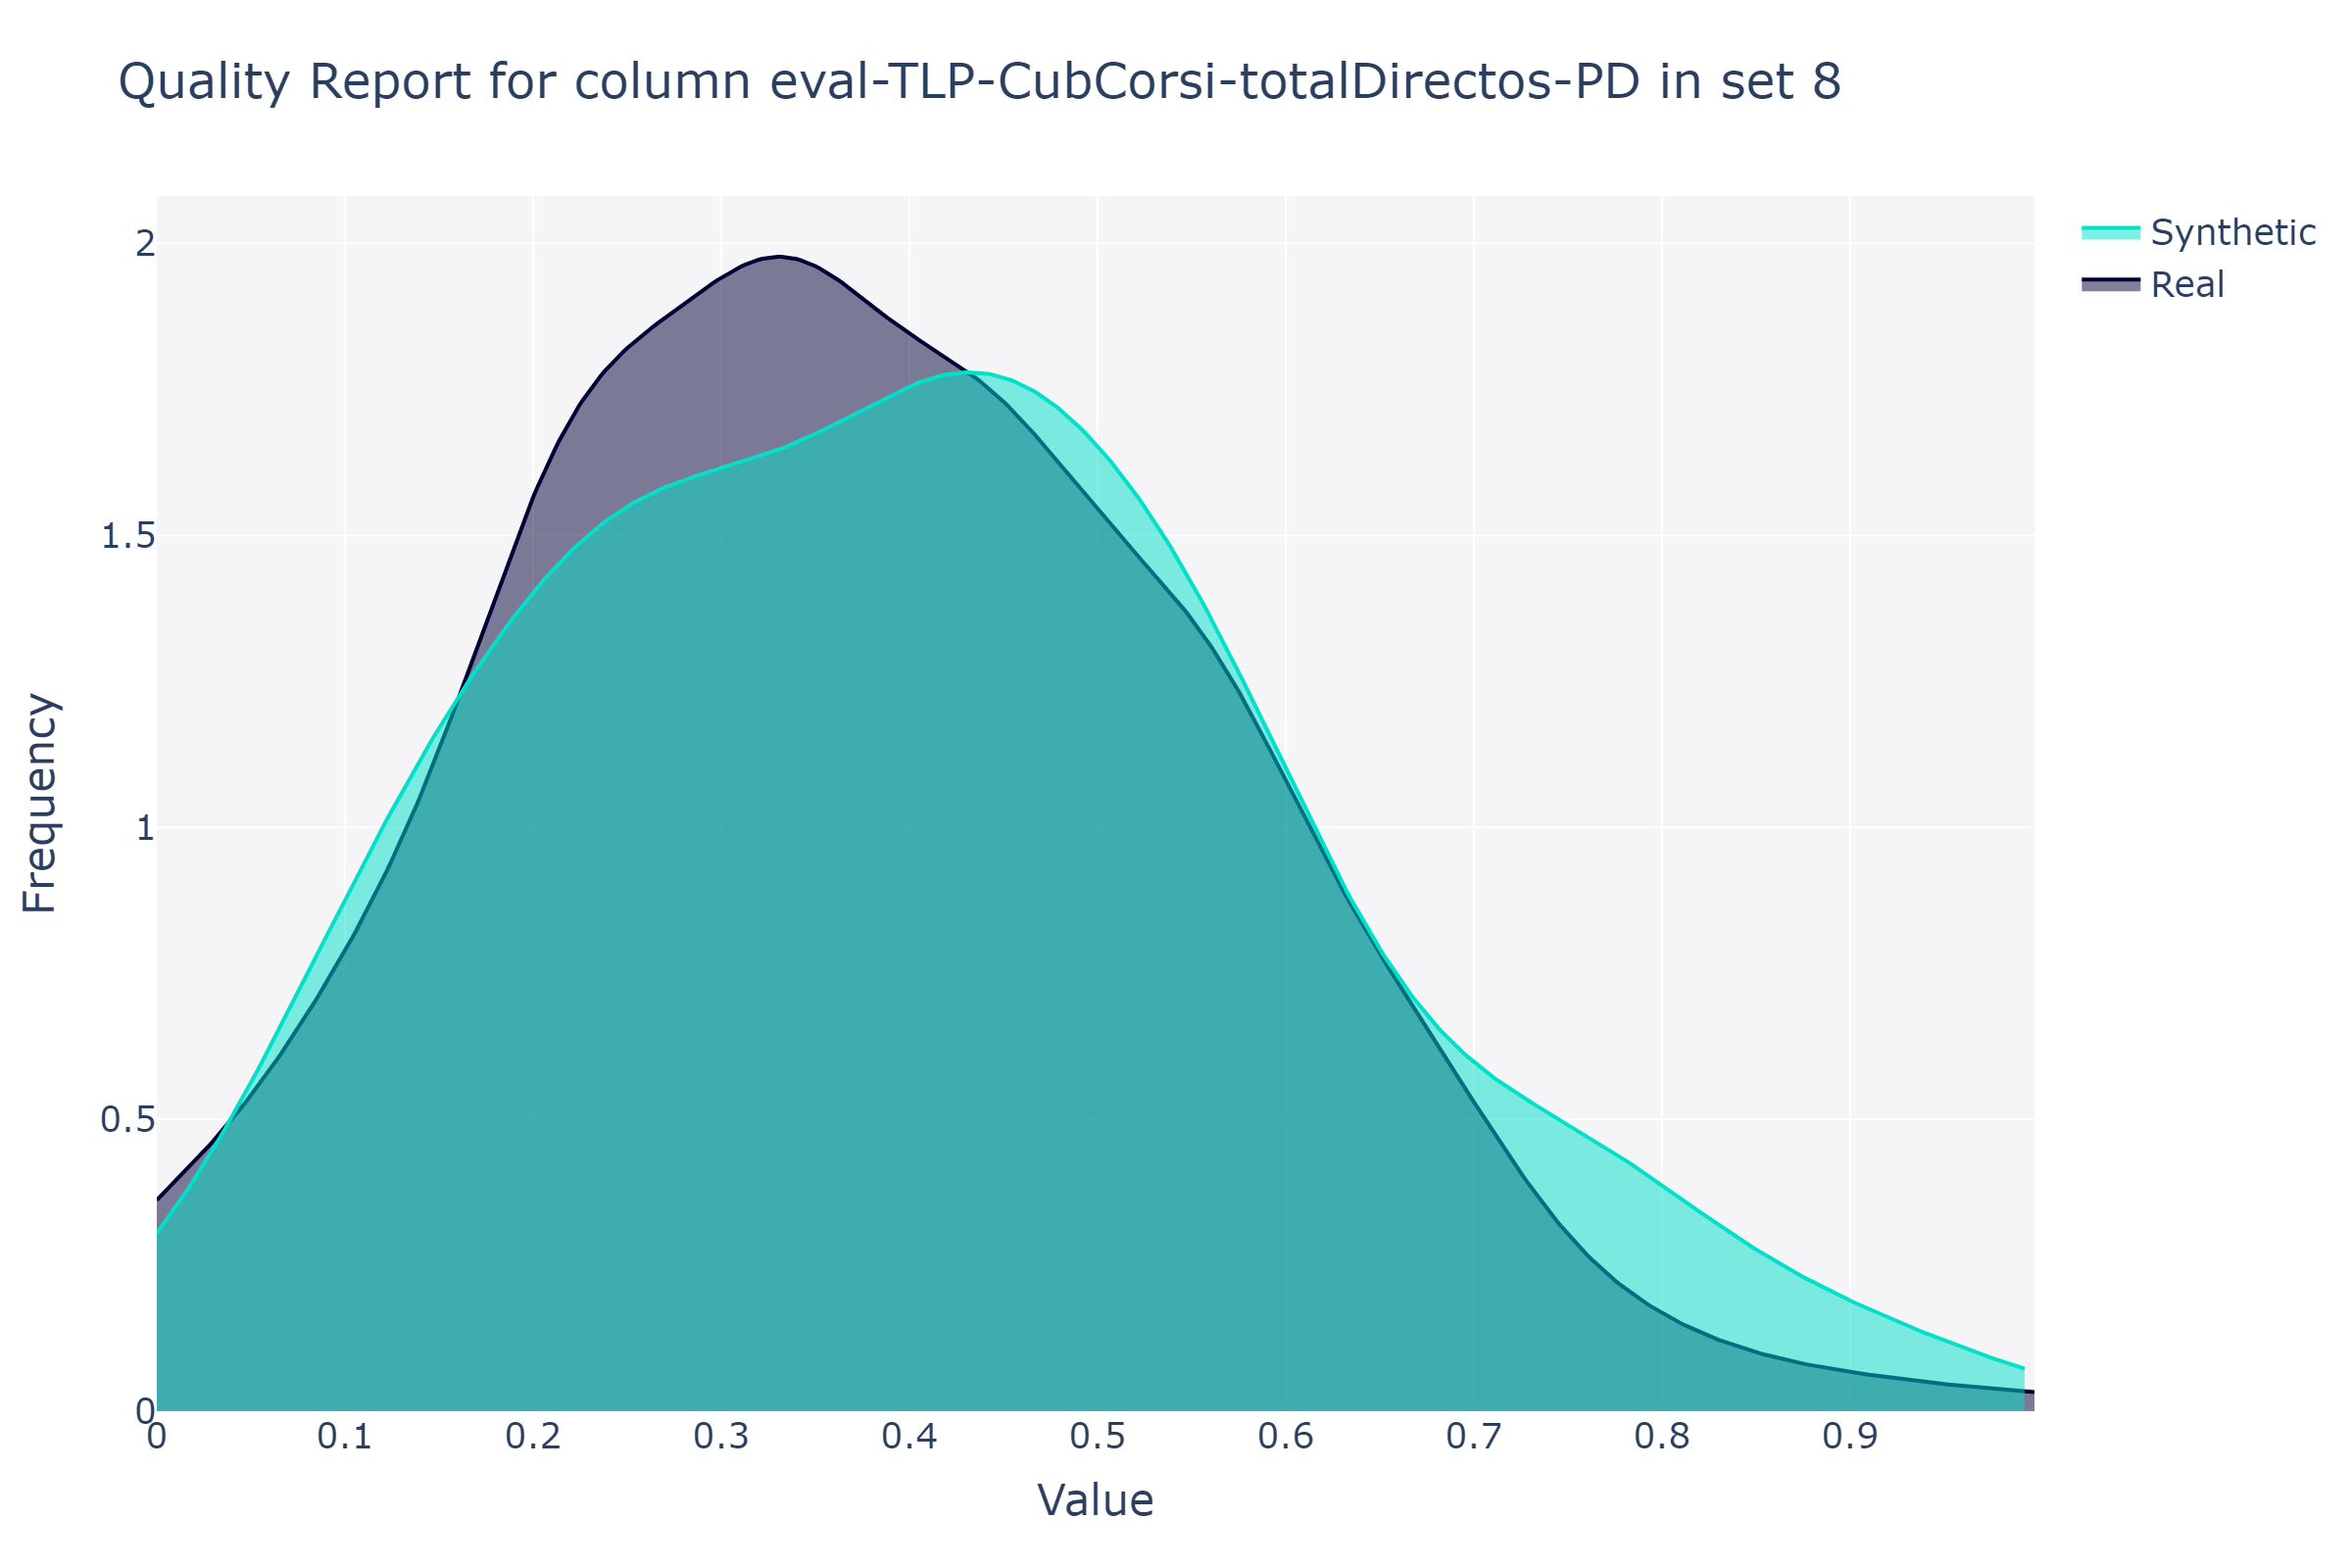 Quality Report for column eval-TLP-CubCorsi-totalDirectos-PD in set 8
Synthetic
Real
Frequency
2
1.5
1
0.5
0
0 0.1 0.2 0.3 0.4 0.5 0.6 0.7 0.8 0.9
Value